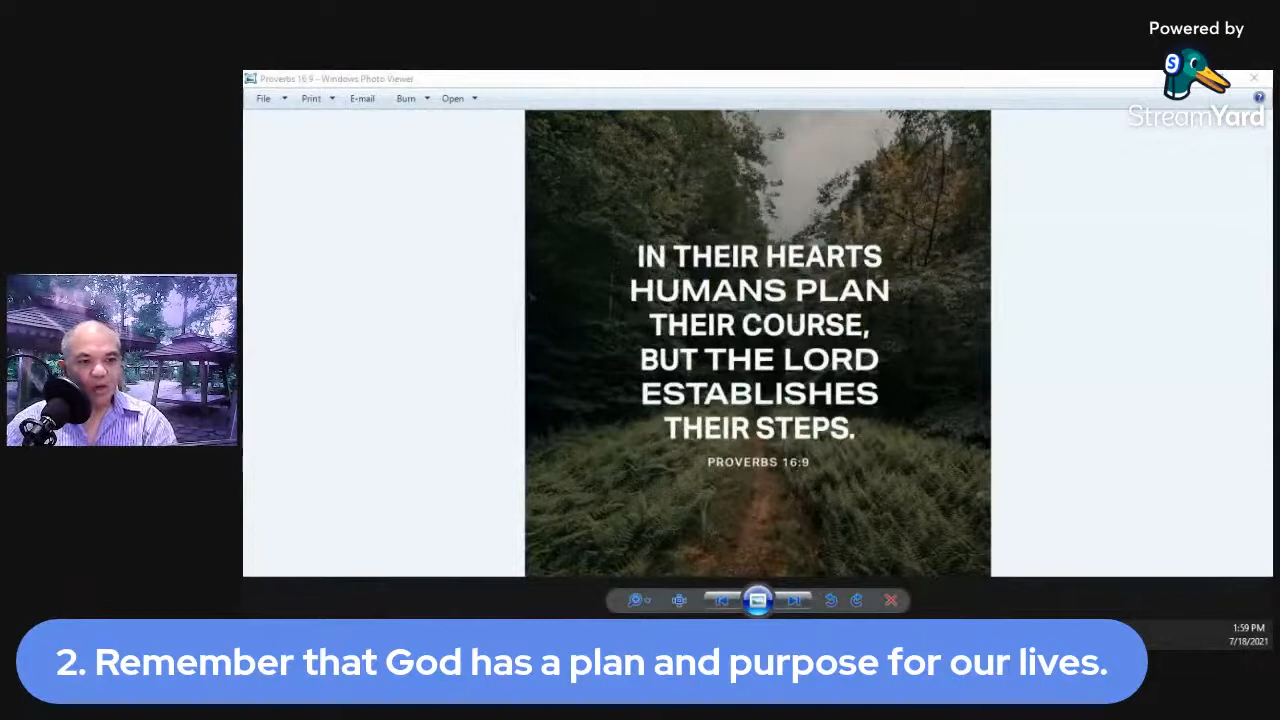 Powered by
StreamYard
Proverbs 16 9 - Windows Photo Viewer
File Print E-mail Burn Open
IN THEIR HEARTS
HUMANS PLAN
THEIR COURSE,
BUT THE LORD
ESTABLISHES
THEIR STEPS.
PROVERBS 16:9
1:59 PM
7/18/2021
2. Remember that God has a plan and purpose for our lives.